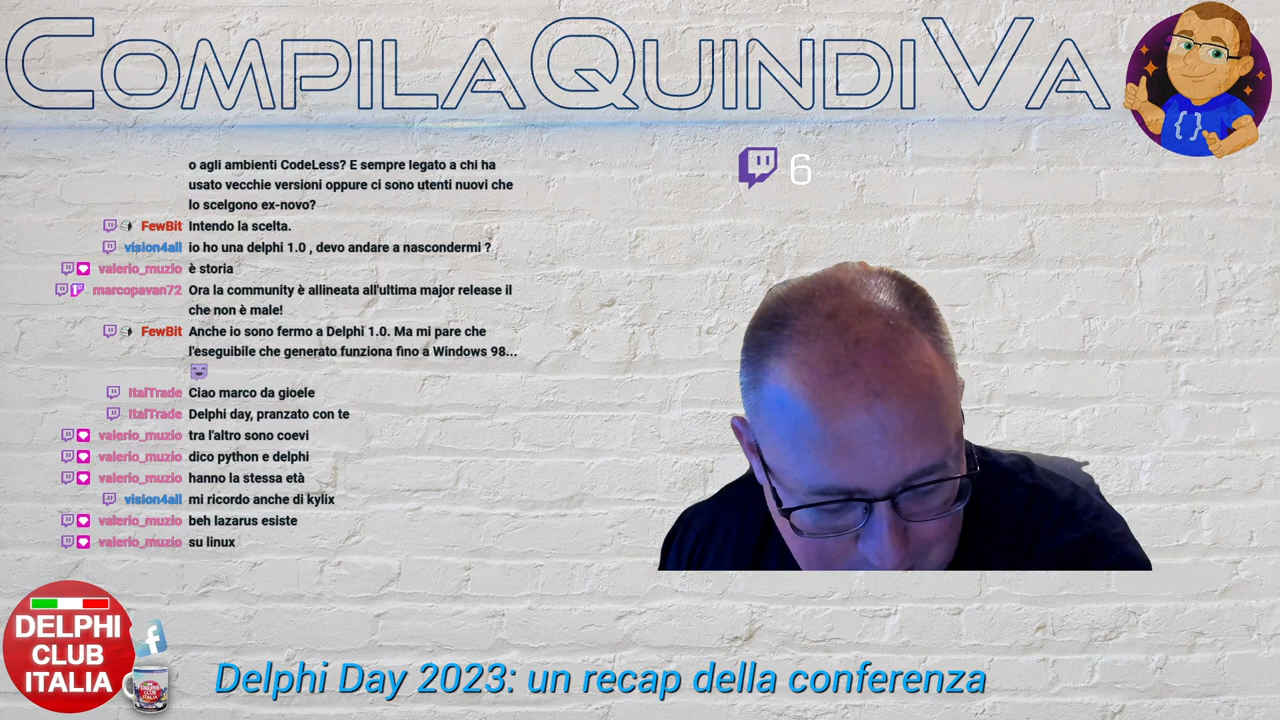 COMPILAQUINDIVA
6
o agli ambienti CodeLess? E sempre legato a chi ha
usato vecchie versioni oppure ci sono utenti nuovi che
lo scelgono ex-novo?
FewBit Intendo la scelta.
vision4all io ho una delphi 1.0 , devo andare a nascondermi ?
valerio_muzio è storia
marcopavan72 Ora la community è allineata all'ultima major release il
che non è male!
FewBit Anche io sono fermo a Delphi 1.0. Ma mi pare che
l'eseguibile che generato funziona fino a Windows 98...
ItalTrade Ciao marco da gioele
ItalTrade Delphi day, pranzato con te
valerio_muzio tra l'altro sono coevi
valerio_muzio dico python e delphi
valerio_muzio hanno la stessa età
vision4all mi ricordo anche di kylix
valerio_muzio beh lazarus esiste
valerio_muzio su linux
DELPHI
CLUB
ITALIA
DELPHI
CLUB
ITALIA
Delphi Day 2023: un recap della conferenza
{ }